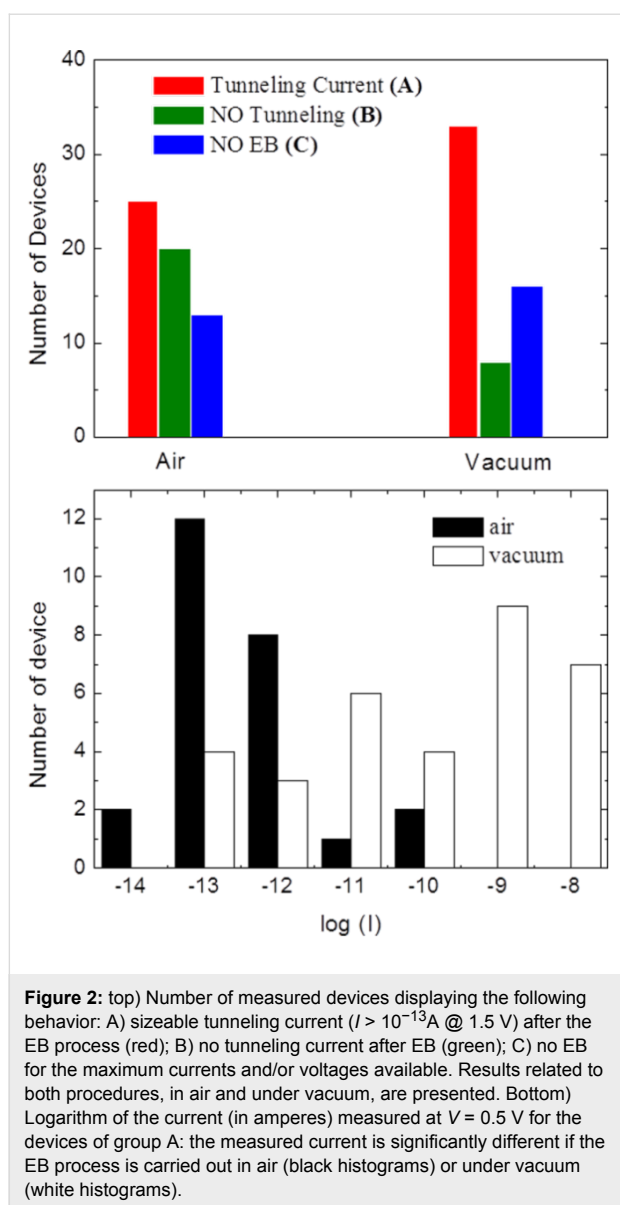 40
30
20
10
0
Number of Devices
Tunneling Current (A)
NO Tunneling (B)
NO EB (C)
Air Vacuum
12
10
8
6
4
2
0
Number of device
air
vacuum
-14 -13 -12 -11 -10 -9 -8
log (I)
Figure 2: top) Number of measured devices displaying the following
behavior: A) sizeable tunneling current (I > 10⁻¹³A @ 1.5 V) after the
EB process (red); B) no tunneling current after EB (green); C) no EB
for the maximum currents and/or voltages available. Results related to
both procedures, in air and under vacuum, are presented. Bottom)
Logarithm of the current (in amperes) measured at V = 0.5 V for the
devices of group A: the measured current is significantly different if the
EB process is carried out in air (black histograms) or under vacuum
(white histograms).